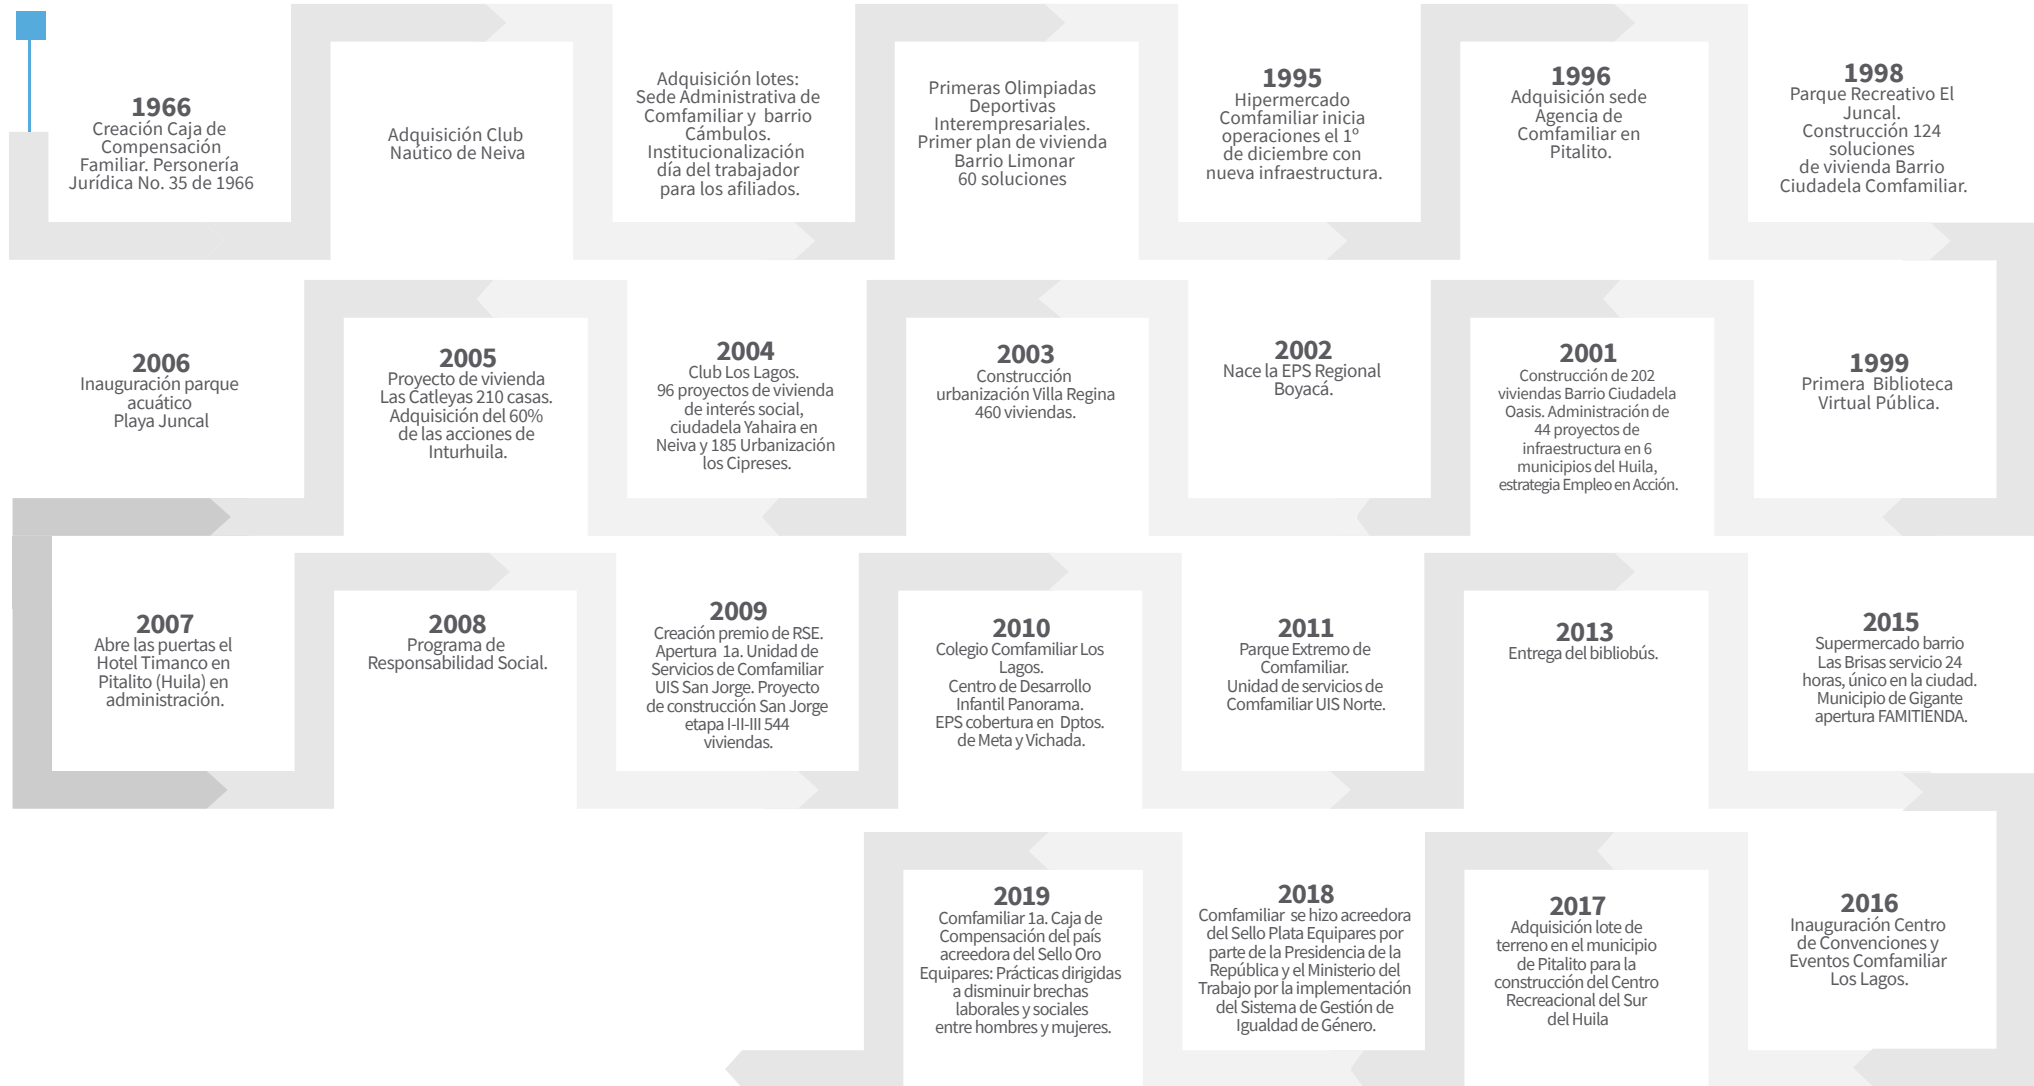 1966
Creación Caja de
Compensación
Familiar. Personería
Jurídica No. 35 de 1966
Adquisición Club
Naútico de Neiva
Adquisición lotes:
Sede Administrativa de
Comfamiliar y barrio
Cámbulos.
Institucionalización
día del trabajador
para los afiliados.
Primeras Olimpiadas
Deportivas
Interempresariales.
Primer plan de vivienda
Barrio Limonar
60 soluciones
1995
Hipermercado
Comfamiliar inicia
operaciones el 1º
de diciembre con
nueva infraestructura.
1996
Adquisición sede
Agencia de
Comfamiliar en
Pitalito.
1998
Parque Recreativo El
Juncal.
Construcción 124
soluciones
de vivienda Barrio
Ciudadela Comfamiliar.
1999
Primera Biblioteca
Virtual Pública.
2001
Construcción de 202
viviendas Barrio Ciudadela
Oasis. Administración de
44 proyectos de
infraestructura en 6
municipios del Huila,
estrategia Empleo en Acción.
2002
Nace la EPS Regional
Boyacá.
2003
Construcción
urbanización Villa Regina
460 viviendas.
2004
Club Los Lagos.
96 proyectos de vivienda
de interés social,
ciudadela Yahaira en
Neiva y 185 Urbanización
los Cipreses.
2005
Proyecto de vivienda
Las Catleyas 210 casas.
Adquisición del 60%
de las acciones de
Inturhuila.
2006
Inauguración parque
acuático
Playa Juncal
2007
Abre las puertas el
Hotel Timanco en
Pitalito (Huila) en
administración.
2008
Programa de
Responsabilidad Social.
2009
Creación premio de RSE.
Apertura 1a. Unidad de
Servicios de Comfamiliar
UIS San Jorge. Proyecto
de construcción San Jorge
etapa I-II-III 544
viviendas.
2010
Colegio Comfamiliar Los
Lagos.
Centro de Desarrollo
Infantil Panorama.
EPS cobertura en Dptos.
de Meta y Vichada.
2011
Parque Extremo de
Comfamiliar.
Unidad de servicios de
Comfamiliar UIS Norte.
2013
Entrega del bibliobús.
2015
Supermercado barrio
Las Brisas servicio 24
horas, único en la ciudad.
Municipio de Gigante
apertura FAMITIENDA.
2016
Inauguración Centro
de Convenciones y
Eventos Comfamiliar
Los Lagos.
2017
Adquisición lote de
terreno en el municipio
de Pitalito para la
construcción del Centro
Recreacional del Sur
del Huila
2018
Comfamiliar se hizo acreedora
del Sello Plata Equipares por
parte de la Presidencia de la
República y el Ministerio del
Trabajo por la implementación
del Sistema de Gestión de
Igualdad de Género.
2019
Comfamiliar 1a. Caja de
Compensación del país
acreedora del Sello Oro
Equipares: Prácticas dirigidas
a disminuir brechas
laborales y sociales
entre hombres y mujeres.